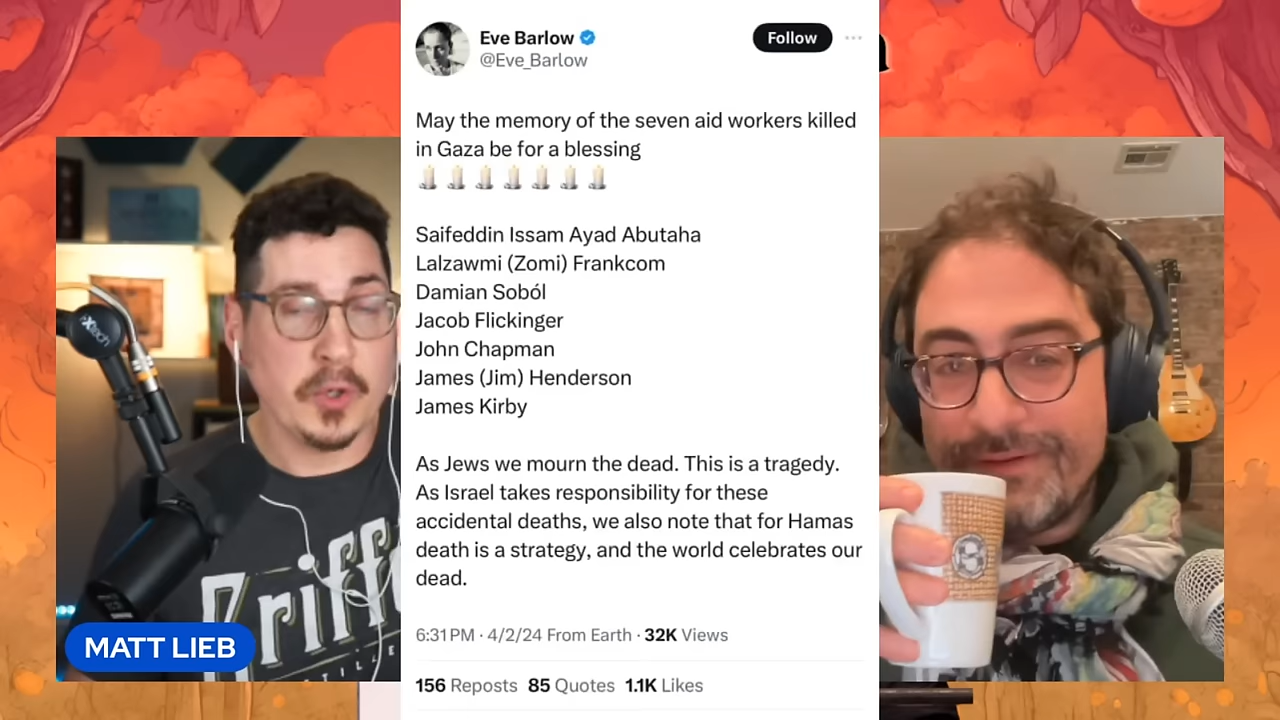 Eve Barlow
Follow
@Eve_Barlow
May the memory of the seven aid workers killed
in Gaza be for a blessing
Saifeddin Issam Ayad Abutaha
Lalzawmi (Zomi) Frankcom
Damian Soból
Jacob Flickinger
John Chapman
James (Jim) Henderson
James Kirby
As Jews we mourn the dead. This is a tragedy.
As Israel takes responsibility for these
accidental deaths, we also note that for Hamas
death is a strategy, and the world celebrates our
dead.
6:31 PM · 4/2/24 From Earth · 32K Views
156 Reposts 85 Quotes 1.1K Likes
MATT LIEB